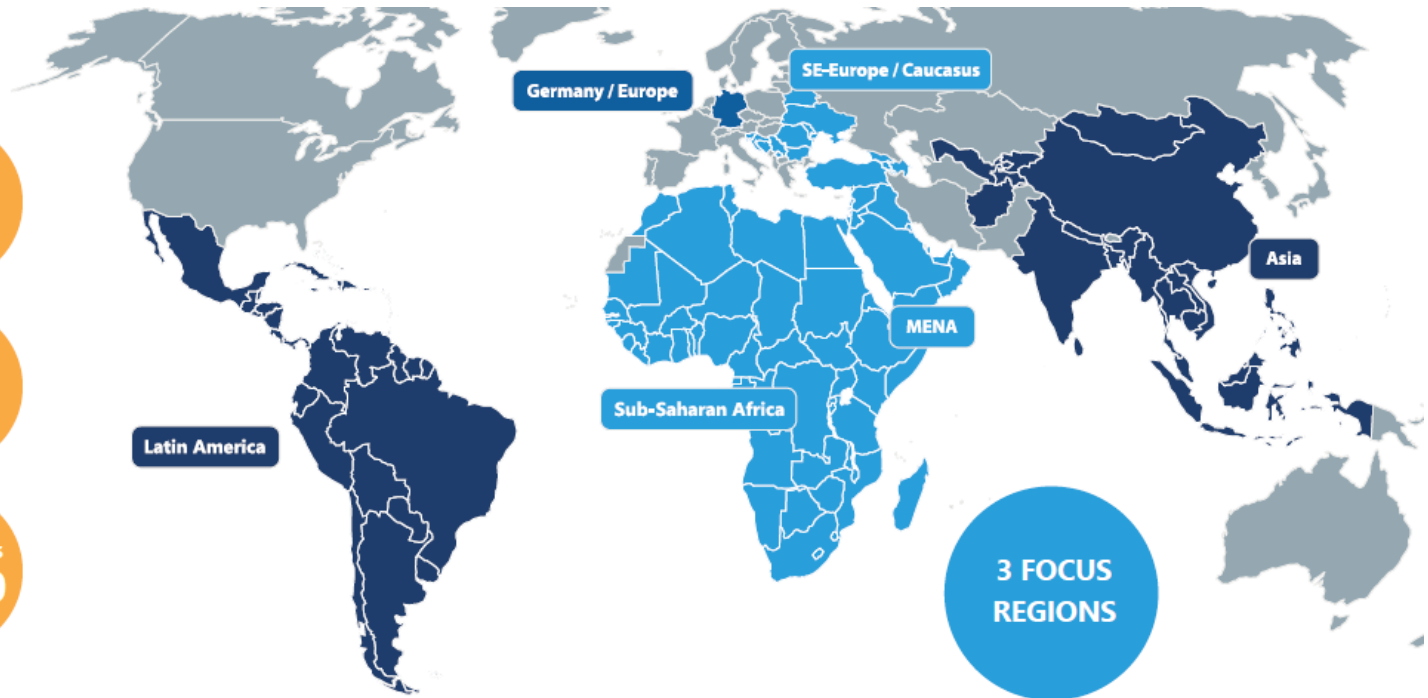 SE-Europe / Caucasus
Germany / Europe
Asia
MENA
Sub-Saharan Africa
Latin America
3 FOCUS
REGIONS